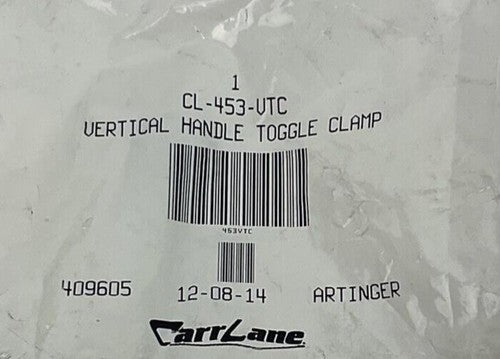 1
CL-453-VTC
VERTICAL HANDLE TOGGLE CLAMP
453VTC
409605 12-08-14 ARTINGER
CarrLane